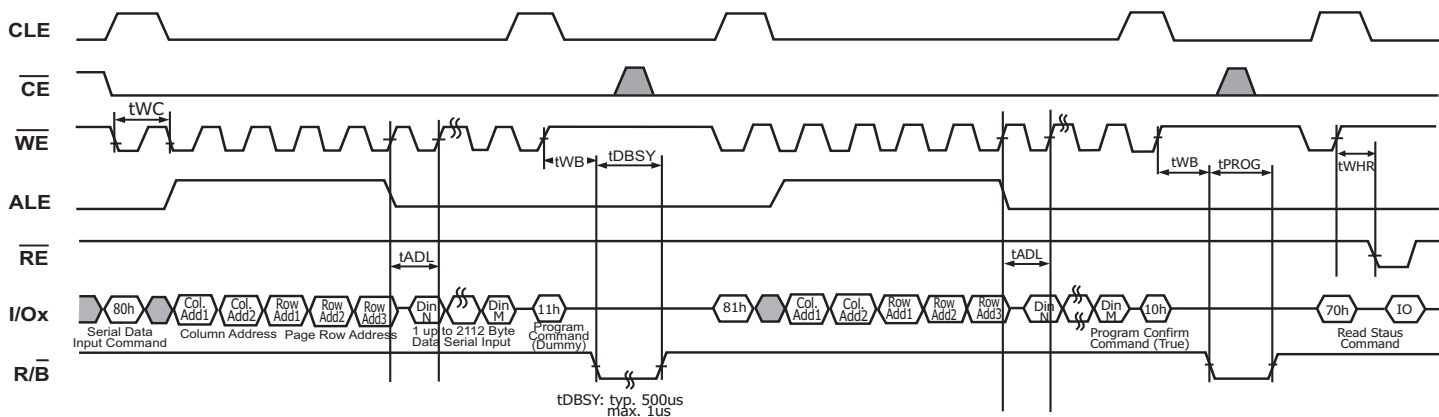 CLE
CE
tWC
WE
tWB
tDBSY
tWB
tPROG
tWHR
ALE
RE
tADL
tADL
I/Ox
80h
Col. Add1
Col. Add2
Row Add1
Row Add2
Row Add3
Din N
Din M
11h
81h
Col. Add1
Col. Add2
Row Add1
Row Add2
Row Add3
Din N
Din M
10h
70h
IO
Serial Data
Input Command
Column Address
Page Row Address
1 up to 2112 Byte
Data Serial Input
Program
Command
(Dummy)
Program Confirm
Command (True)
Read Staus
Command
R/B
tDBSY: typ. 500us
max. 1us